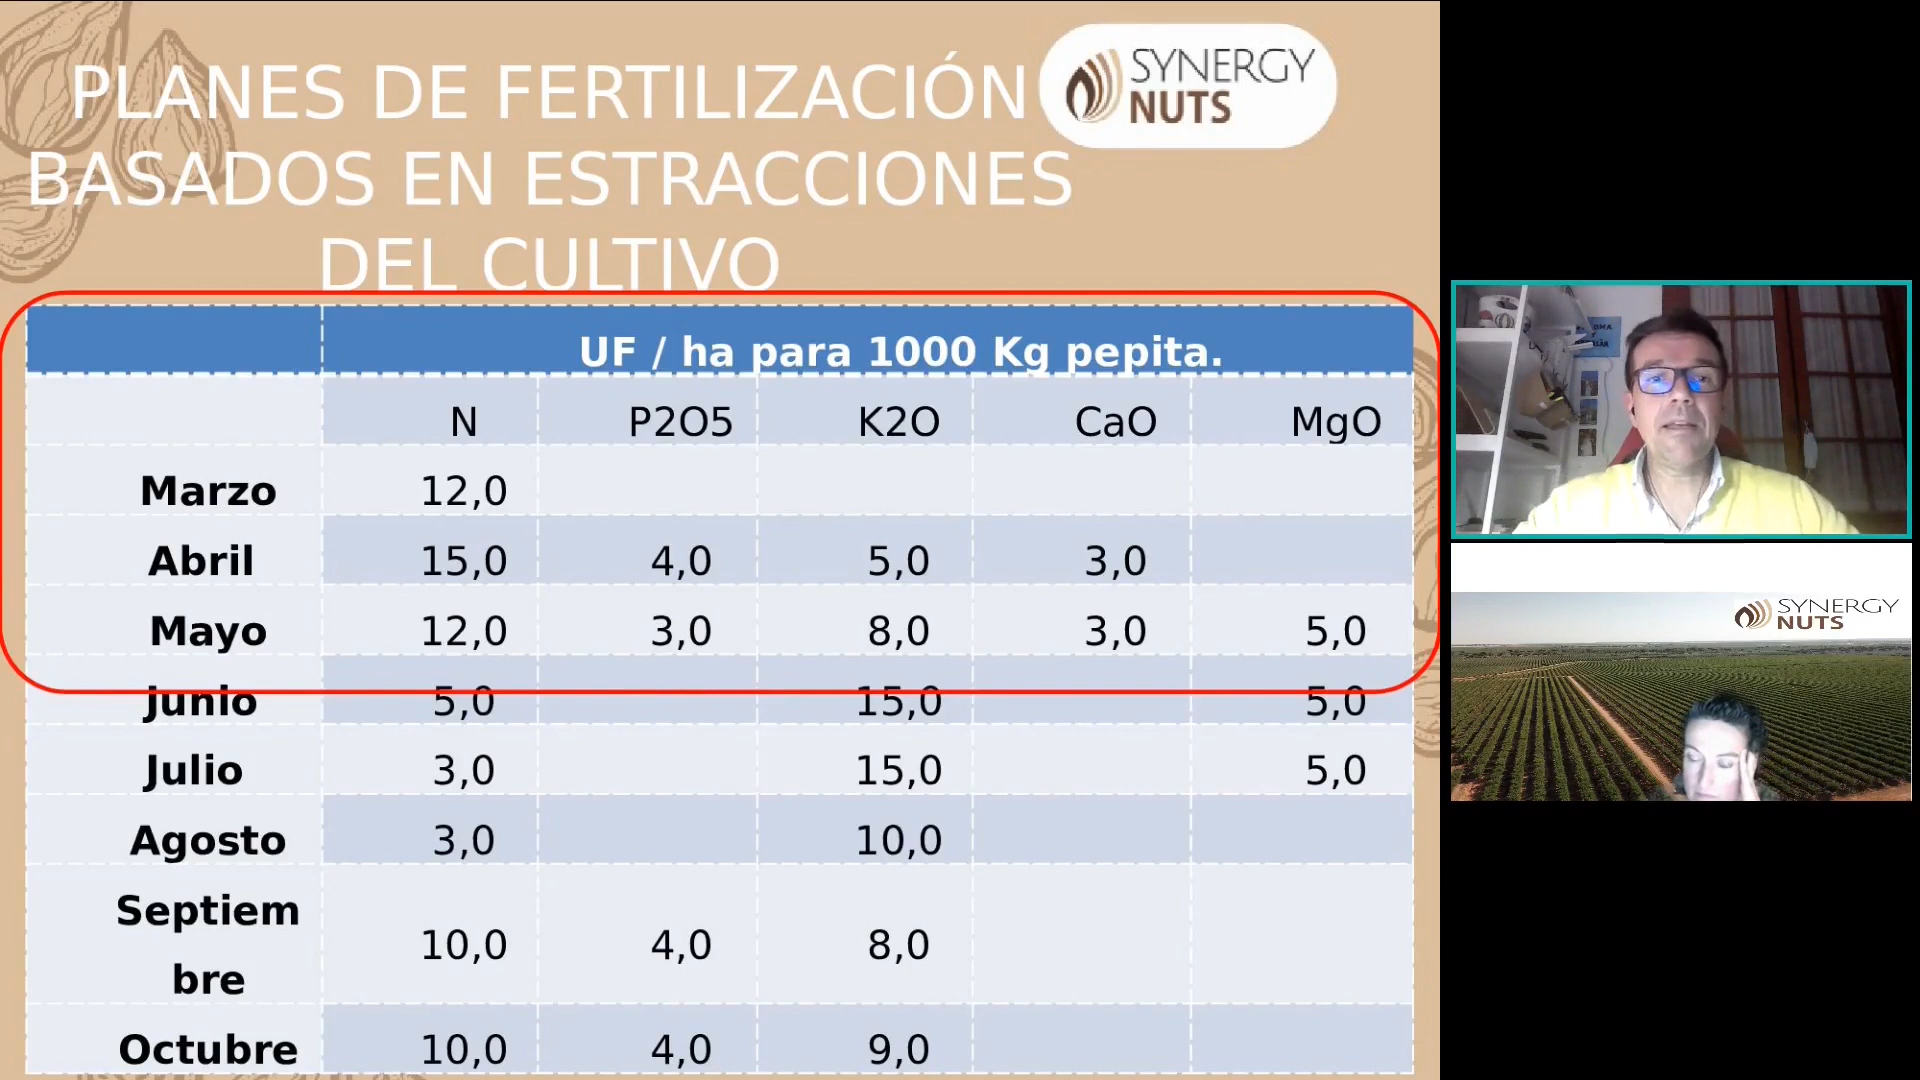 PLANES DE FERTILIZACIÓN
BASADOS EN ESTRACCIONES
DEL CULTIVO
SYNERGY
NUTS
UF / ha para 1000 Kg pepita.
N P2O5 K2O CaO MgO
Marzo 12,0
Abril 15,0 4,0 5,0 3,0
Mayo 12,0 3,0 8,0 3,0 5,0
Junio 5,0 15,0 5,0
Julio 3,0 15,0 5,0
Agosto 3,0 10,0
Septiem
bre 10,0 4,0 8,0
Octubre 10,0 4,0 9,0
SYNERGY
NUTS